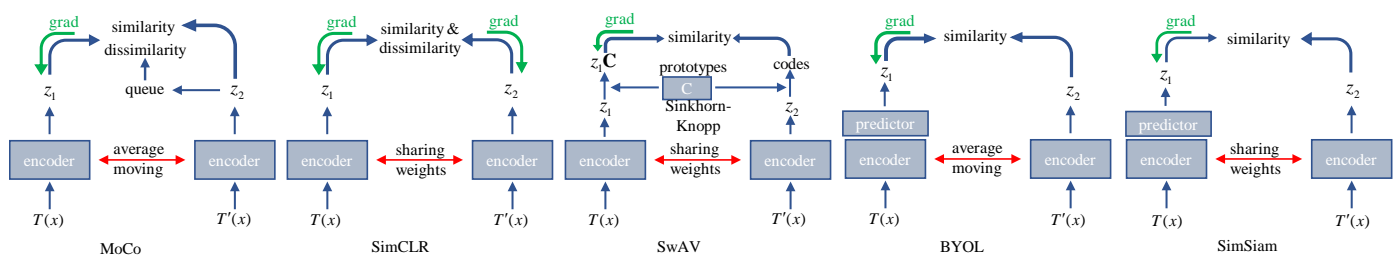 grad
similarity
dissimilarity
z₁
queue
z₂
encoder
average
moving
encoder
T(x)
T′(x)
MoCo
grad
similarity &
dissimilarity
grad
z₁
z₂
encoder
sharing
weights
encoder
T(x)
T′(x)
SimCLR
grad
similarity
z₁C
prototypes
codes
C
z₁
Sinkhorn-
Knopp
z₂
encoder
sharing
weights
encoder
T(x)
T′(x)
SwAV
grad
similarity
z₁
z₂
predictor
encoder
average
moving
encoder
T(x)
T′(x)
BYOL
grad
similarity
z₁
z₂
predictor
encoder
sharing
weights
encoder
T(x)
T′(x)
SimSiam